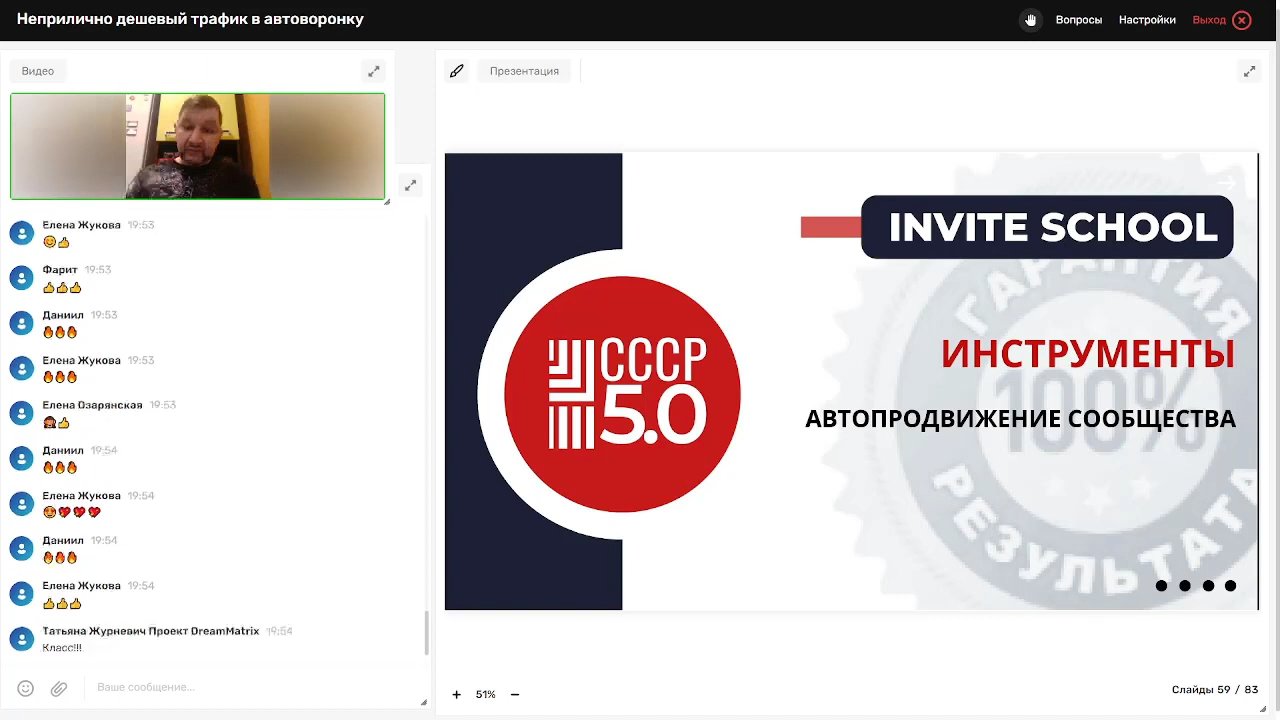 Неприлично дешевый трафик в автоворонку
Вопросы
Настройки
Выход
Видео
Презентация
Елена Жукова 19:53
Фарит 19:53
Даниил 19:53
Елена Жукова 19:53
Елена Озарянская 19:53
Даниил 19:54
Елена Жукова 19:54
Даниил 19:54
Елена Жукова 19:54
Татьяна Журневич Проект DreamMatrix 19:54
Класс!!!
Ваше сообщение...
INVITE SCHOOL
СССР
5.0
ИНСТРУМЕНТЫ
АВТОПРОДВИЖЕНИЕ СООБЩЕСТВА
ГАРАНТИЯ
100%
РЕЗУЛЬТАТА
+ 51% −
Слайды 59 / 83